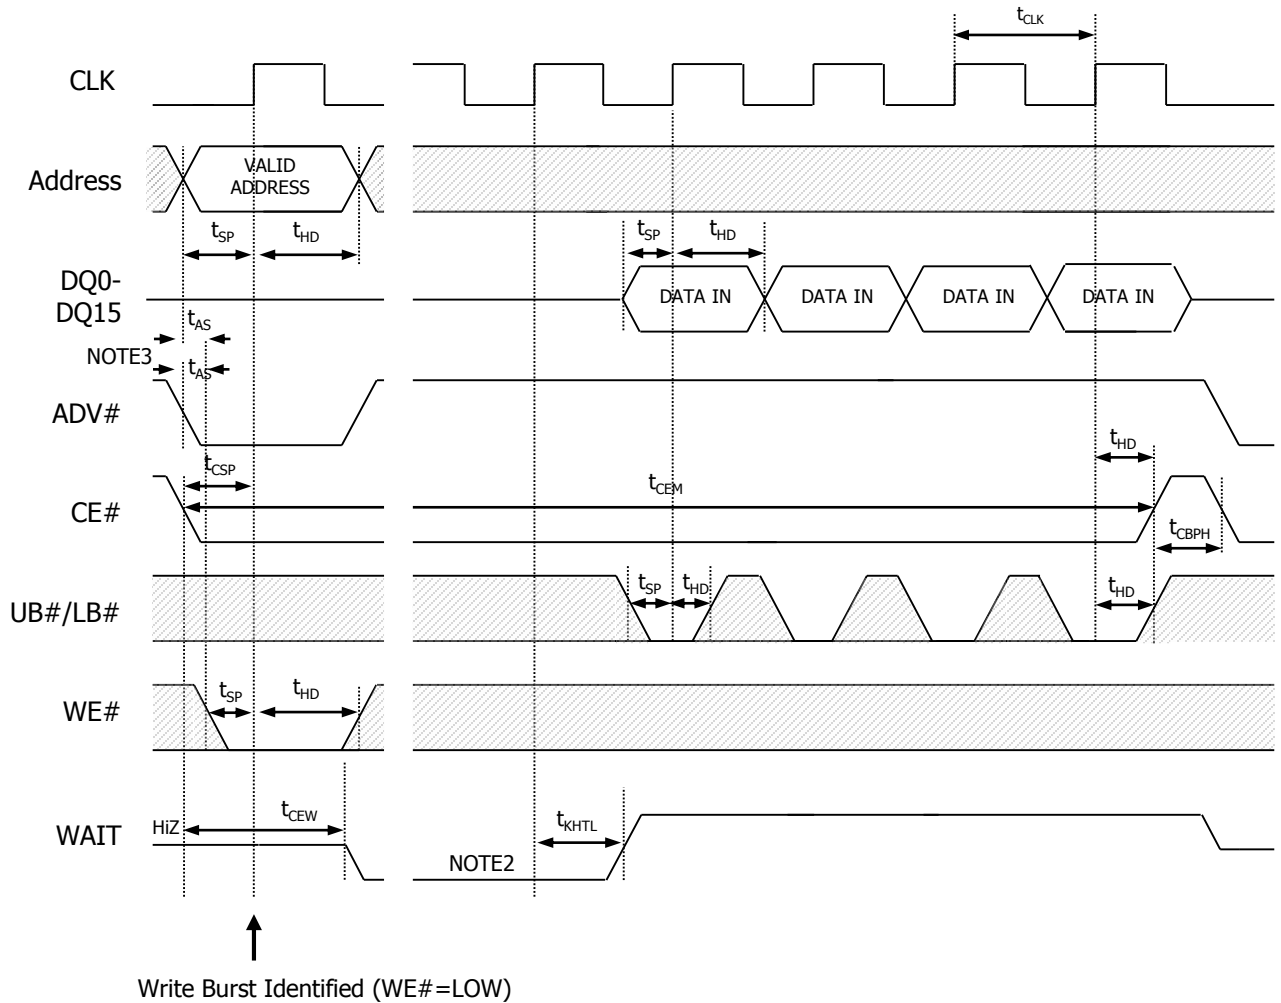 tCLK
CLK
Address
VALID
ADDRESS
tSP
tHD
tSP
tHD
DQ0-
DQ15
DATA IN
DATA IN
DATA IN
DATA IN
tAS
NOTE3
tAS
ADV#
tHD
tCSP
tCEM
CE#
tCBPH
UB#/LB#
tSP
tHD
tHD
WE#
tSP
tHD
WAIT
HiZ
tCEW
tKHTL
NOTE2
Write Burst Identified (WE#=LOW)